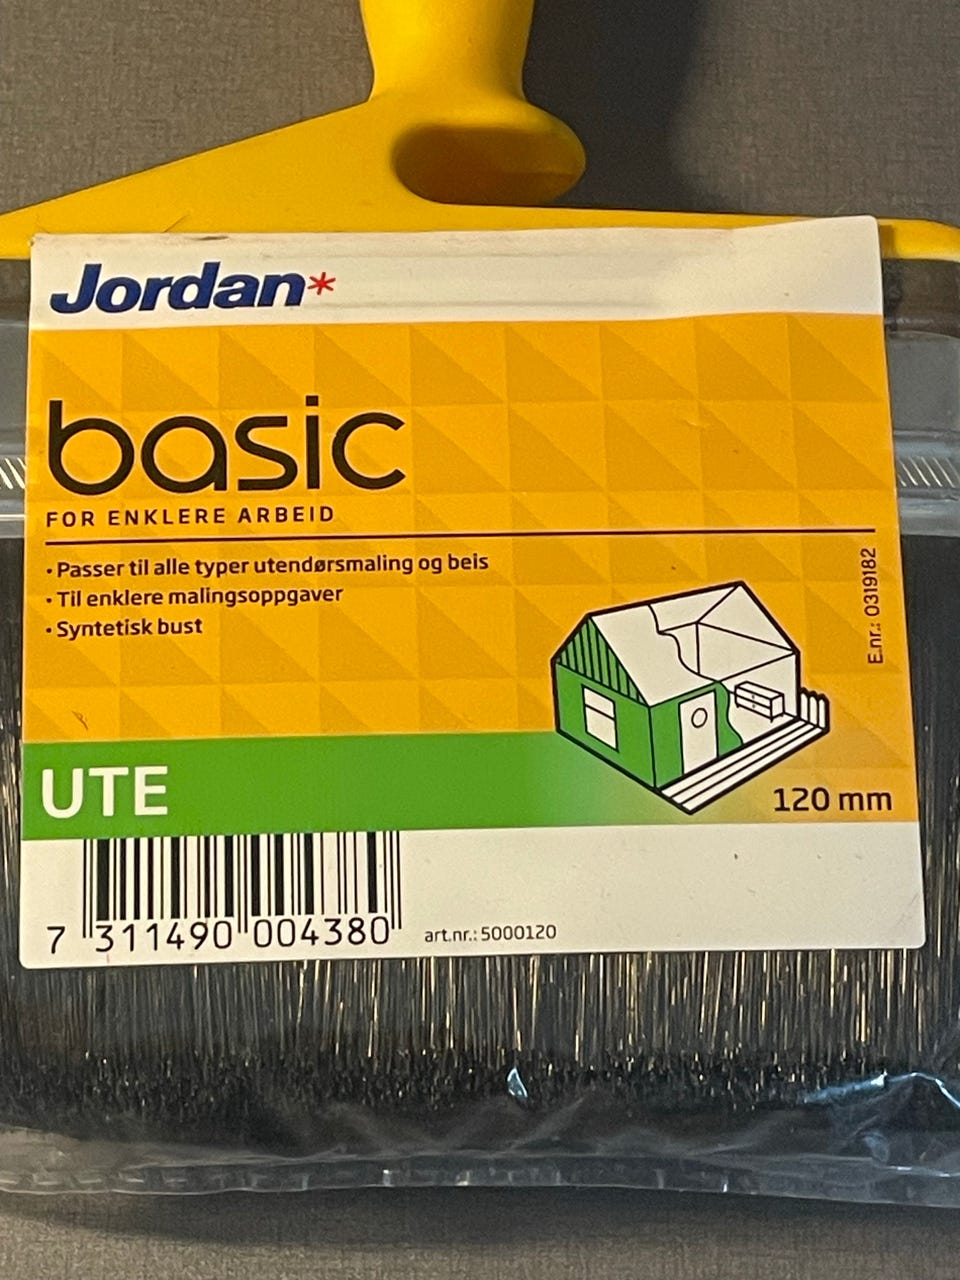 Jordan*
basic
FOR ENKLERE ARBEID
• Passer til alle typer utendørsmaling og beis
• Til enklere malingsoppgaver
• Syntetisk bust
E.nr.: 0319182
UTE
120 mm
7 311490 004380
art.nr.: 5000120